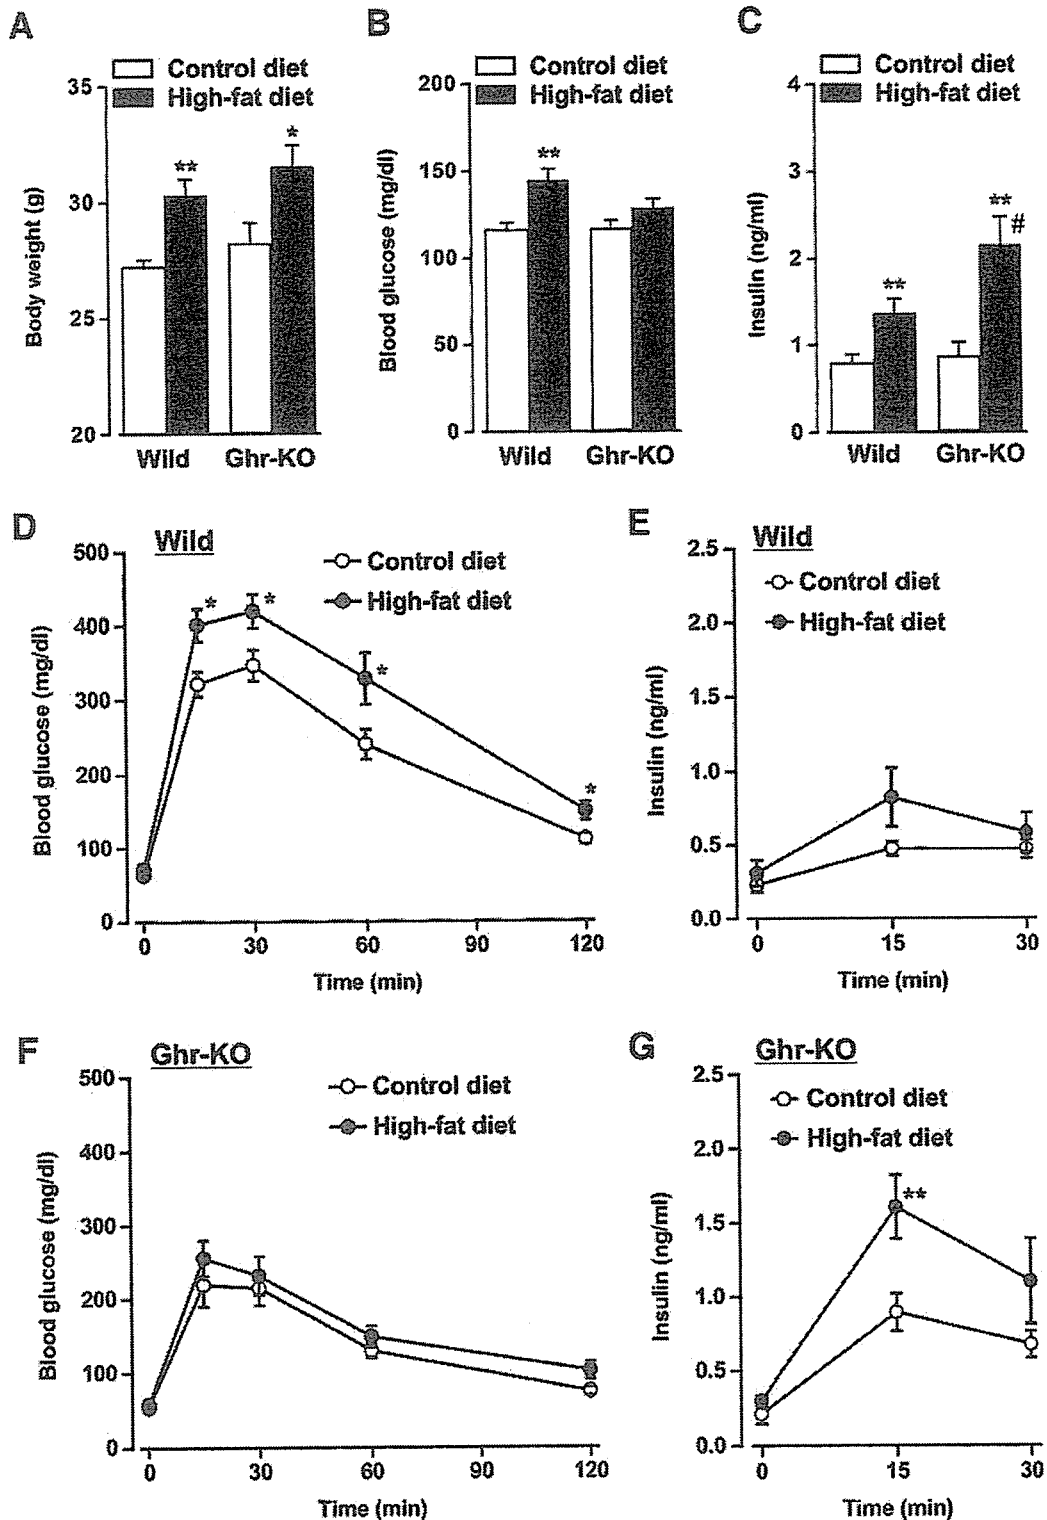 A
Control diet
High-fat diet
Body weight (g)
35
30
25
20
**
*
Wild
Ghr-KO
B
Control diet
High-fat diet
Blood glucose (mg/dl)
200
150
100
50
0
**
Wild
Ghr-KO
C
Control diet
High-fat diet
Insulin (ng/ml)
4
3
2
1
0
**
**
#
Wild
Ghr-KO
D
Wild
Control diet
High-fat diet
Blood glucose (mg/dl)
500
400
300
200
100
0
*
*
*
*
0 30 60 90 120
Time (min)
E
Wild
Control diet
High-fat diet
Insulin (ng/ml)
2.5
2.0
1.5
1.0
0.5
0.0
0 15 30
Time (min)
F
Ghr-KO
Control diet
High-fat diet
Blood glucose (mg/dl)
500
400
300
200
100
0
0 30 60 90 120
Time (min)
G
Ghr-KO
Control diet
High-fat diet
Insulin (ng/ml)
2.5
2.0
1.5
1.0
0.5
0.0
**
0 15 30
Time (min)